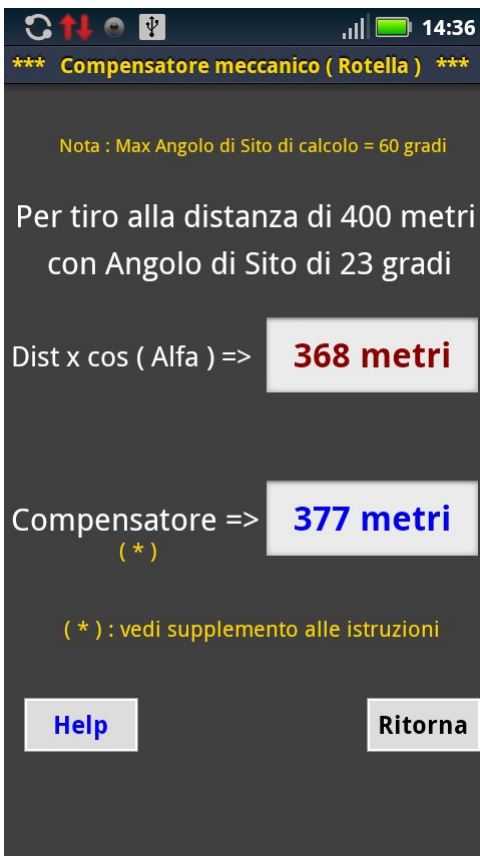 14:36
*** Compensatore meccanico ( Rotella ) ***
Nota : Max Angolo di Sito di calcolo = 60 gradi
Per tiro alla distanza di 400 metri
con Angolo di Sito di 23 gradi
Dist x cos ( Alfa ) => 368 metri
Compensatore => 377 metri
( * )
( * ) : vedi supplemento alle istruzioni
Help Ritorna